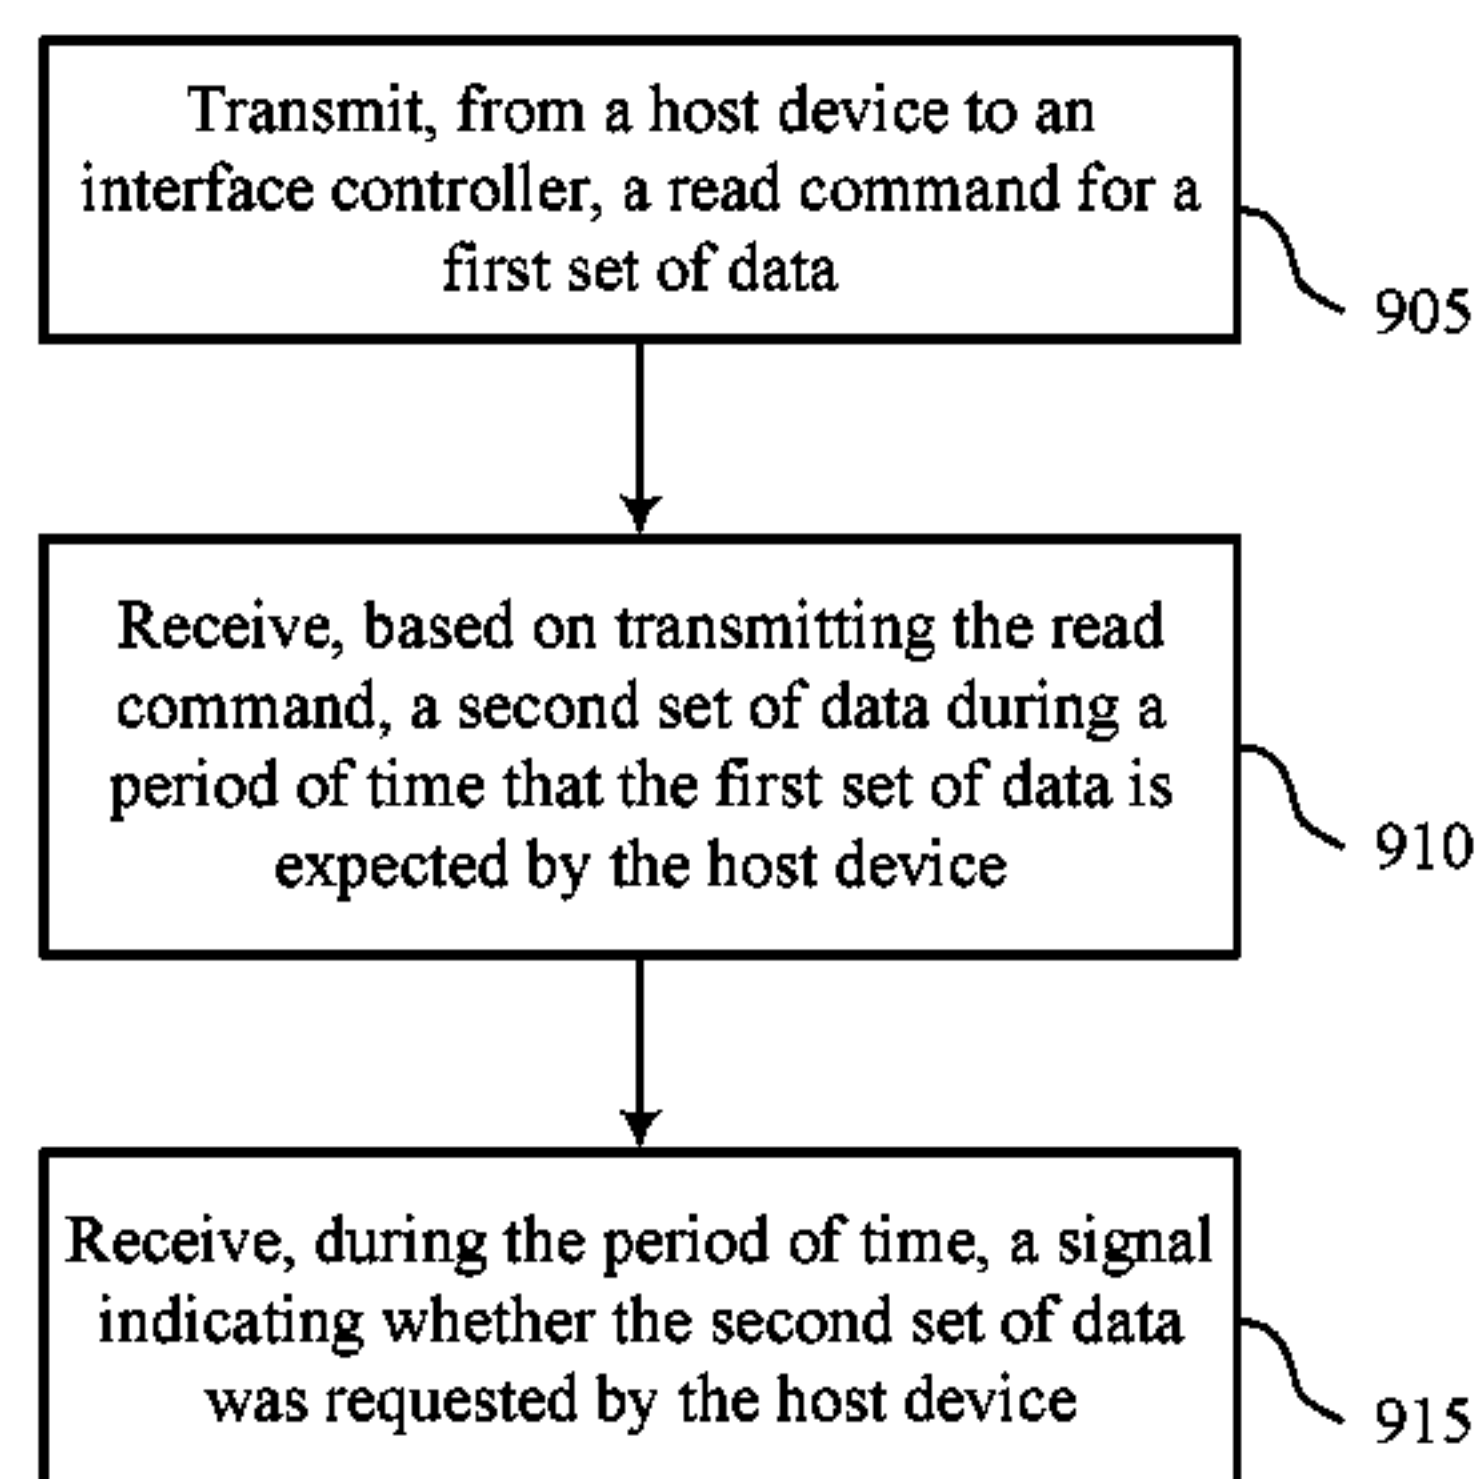 Transmit, from a host device to an
interface controller, a read command for a
first set of data
905
Receive, based on transmitting the read
command, a second set of data during a
period of time that the first set of data is
expected by the host device
910
Receive, during the period of time, a signal
indicating whether the second set of data
was requested by the host device
915